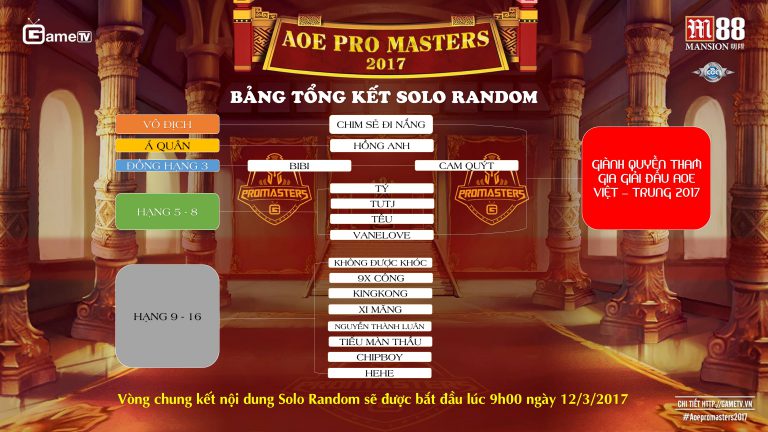 GameTV
AOE PRO MASTERS
2017
M88
MANSION 明陞
BẢNG TỔNG KẾT SOLO RANDOM
VÔ ĐỊCH
CHIM SẺ ĐI NẮNG
Á QUÂN
HỒNG ANH
ĐỒNG HẠNG 3
BIBI
CAM QUÝT
GIÀNH QUYỀN THAM
GIA GIẢI ĐẤU AOE
VIỆT – TRUNG 2017
HẠNG 5 - 8
TÝ
TUTJ
TỄU
VANELOVE
PROMASTERS
G
PROMASTERS
G
HẠNG 9 - 16
KHÔNG ĐƯỢC KHÓC
9X CÔNG
KINGKONG
XI MĂNG
NGUYỄN THÀNH LUÂN
TIỂU MÀN THẦU
CHIPBOY
HEHE
Vòng chung kết nội dung Solo Random sẽ được bắt đầu lúc 9h00 ngày 12/3/2017
CHI TIẾT HTTP://GAMETV.VN
#Aoepromasters2017